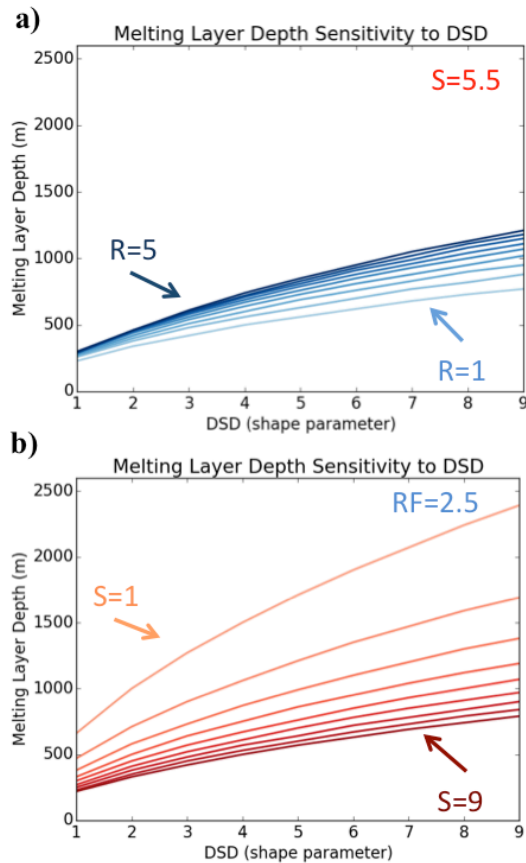 a)
Melting Layer Depth Sensitivity to DSD
2500
2000
1500
1000
500
0
Melting Layer Depth (m)
S=5.5
R=5
R=1
1 2 3 4 5 6 7 8 9
DSD (shape parameter)
b)
Melting Layer Depth Sensitivity to DSD
2500
2000
1500
1000
500
0
Melting Layer Depth (m)
RF=2.5
S=1
S=9
1 2 3 4 5 6 7 8 9
DSD (shape parameter)